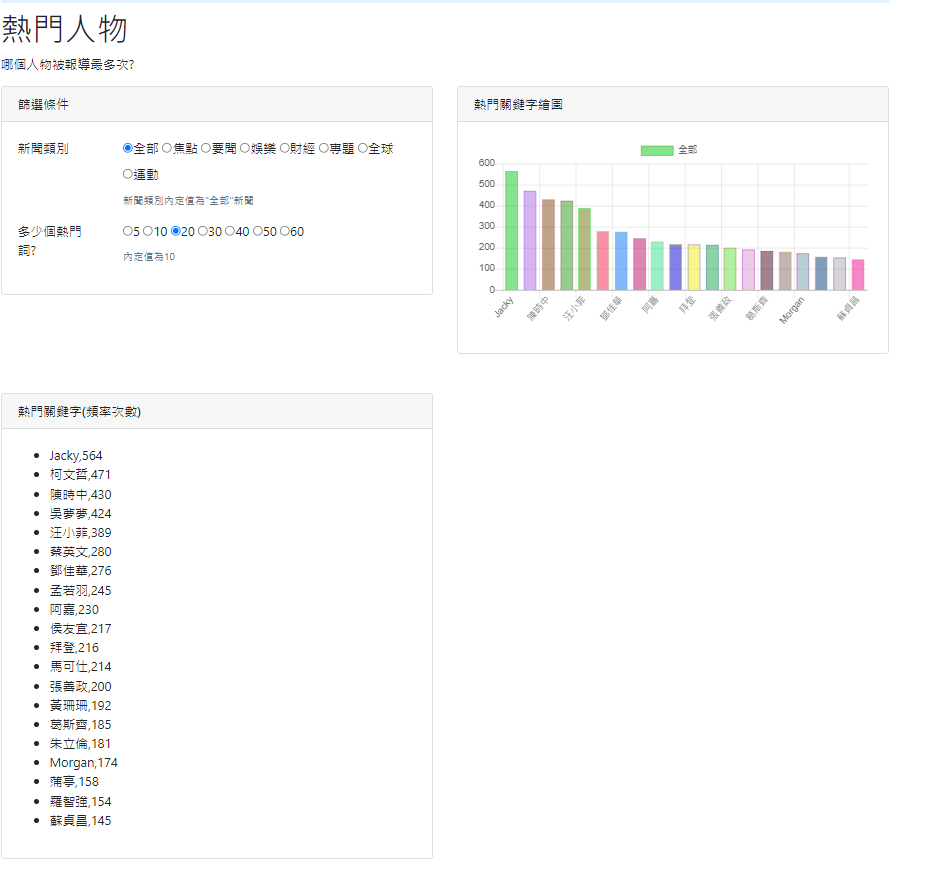 熱門人物
哪個人物被報導最多次?
篩選條件
新聞類別
全部 焦點 要聞 娛樂 財經 專題 全球
運動
新聞類別內定值為"全部"新聞
多少個熱門
詞?
5 10 20 30 40 50 60
內定值為10
熱門關鍵字繪圖
全部
600
500
400
300
200
100
0
Jacky
陳時中
汪小菲
鄧佳華
阿嘉
拜登
張善政
葛斯齊
Morgan
蘇貞昌
熱門關鍵字(頻率次數)
Jacky,564
柯文哲,471
陳時中,430
吳夢夢,424
汪小菲,389
蔡英文,280
鄧佳華,276
孟若羽,245
阿嘉,230
侯友宜,217
拜登,216
馬可仕,214
張善政,200
黃珊珊,192
葛斯齊,185
朱立倫,181
Morgan,174
蒲亭,158
羅智強,154
蘇貞昌,145